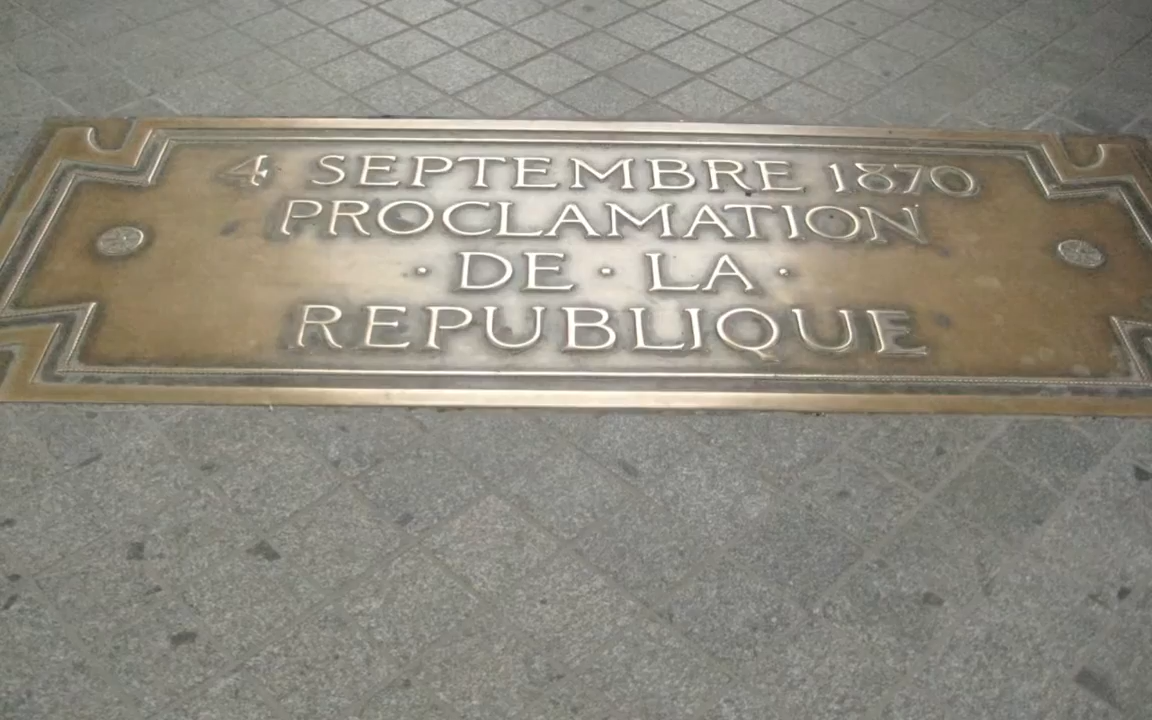 4 SEPTEMBRE 1870
PROCLAMATION
· DE · LA ·
REPUBLIQUE